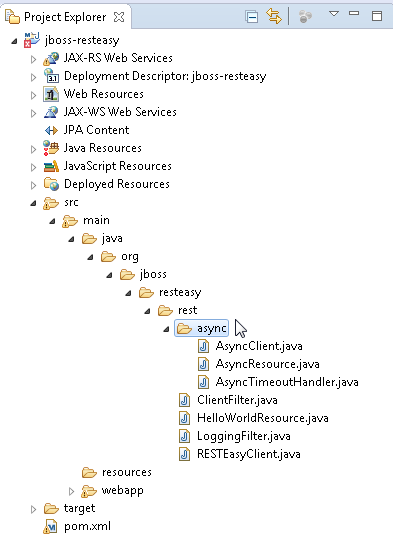 Project Explorer
jboss-resteasy
JAX-RS Web Services
Deployment Descriptor: jboss-resteasy
Web Resources
JAX-WS Web Services
JPA Content
Java Resources
JavaScript Resources
Deployed Resources
src
main
java
org
jboss
resteasy
rest
async
AsyncClient.java
AsyncResource.java
AsyncTimeoutHandler.java
ClientFilter.java
HelloWorldResource.java
LoggingFilter.java
RESTEasyClient.java
resources
webapp
target
pom.xml